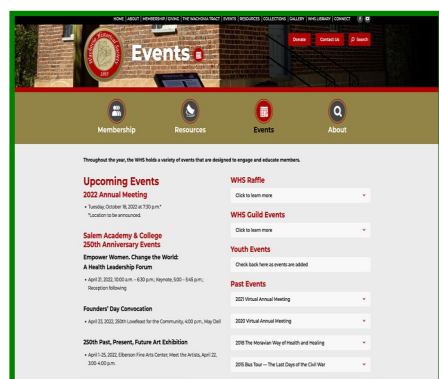 HOME | ABOUT | MEMBERSHIP / GIVING | THE WACHOVIA TRACT | EVENTS | RESOURCES | COLLECTIONS | GALLERY | WHS LIBRARY | CONNECT
Donate Contact Us Search
Wachovia Historical Society
1895
Events
Membership Resources Events About
Throughout the year, the WHS holds a variety of events that are designed to engage and educate members.
Upcoming Events
2022 Annual Meeting
• Tuesday, October 18, 2022 at 7:30 p.m.*
*Location to be announced.
Salem Academy & College
250th Anniversary Events
Empower Women. Change the World:
A Health Leadership Forum
• April 21, 2022, 10:00 a.m. – 6:30 p.m.; Keynote, 5:00 – 5:45 p.m.;
Reception following
Founders' Day Convocation
• April 23, 2022, 250th Lovefeast for the Community, 4:00 p.m., May Dell
250th Past, Present, Future Art Exhibition
• April 1-25, 2022, Elberson Fine Arts Center; Meet the Artists, April 22,
3:00-4:00 p.m.
WHS Raffle
Click to learn more
WHS Guild Events
Click to learn more
Youth Events
Check back here as events are added
Past Events
2021 Virtual Annual Meeting
2020 Virtual Annual Meeting
2018 The Moravian Way of Health and Healing
2015 Bus Tour — The Last Days of the Civil War